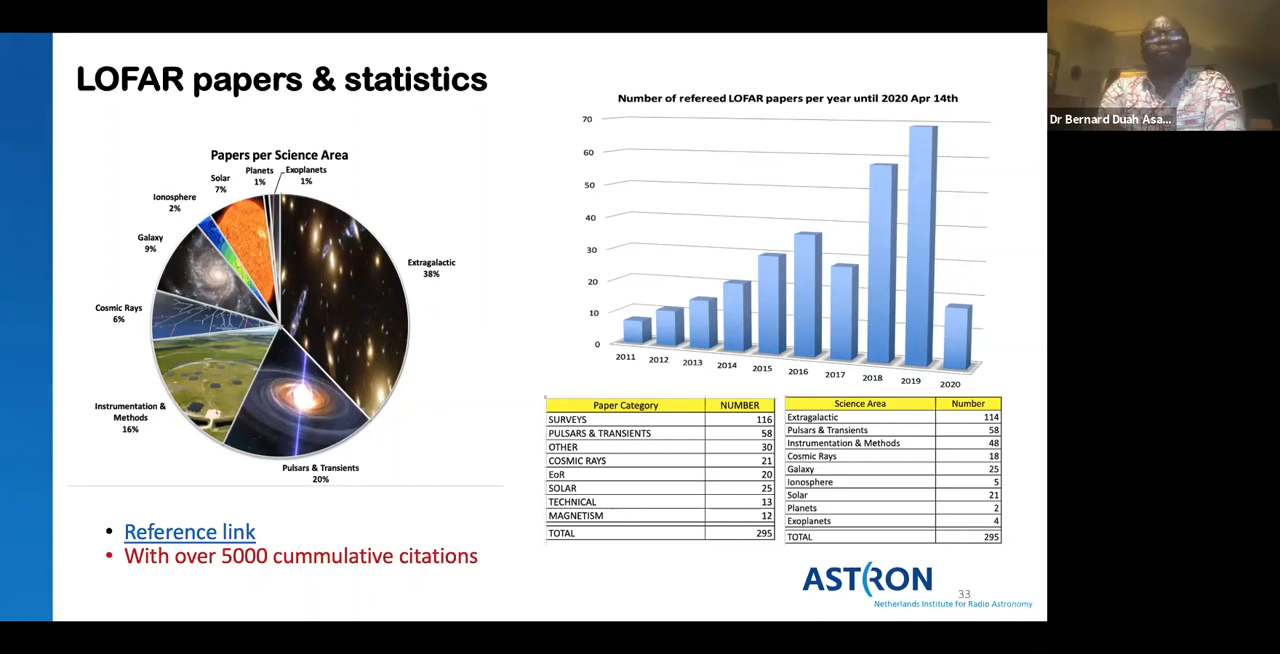 LOFAR papers & statistics
Papers per Science Area
Planets
1%
Exoplanets
1%
Solar
7%
Ionosphere
2%
Galaxy
9%
Extragalactic
38%
Cosmic Rays
6%
Instrumentation &
Methods
16%
Pulsars & Transients
20%
Number of refereed LOFAR papers per year until 2020 Apr 14th
70
60
50
40
30
20
10
0
2011 2012 2013 2014 2015 2016 2017 2018 2019 2020
Paper Category NUMBER
SURVEYS 116
PULSARS & TRANSIENTS 58
OTHER 30
COSMIC RAYS 21
EoR 20
SOLAR 25
TECHNICAL 13
MAGNETISM 12
TOTAL 295
Science Area Number
Extragalactic 114
Pulsars & Transients 58
Instrumentation & Methods 48
Cosmic Rays 18
Galaxy 25
Ionosphere 5
Solar 21
Planets 2
Exoplanets 4
TOTAL 295
• Reference link
• With over 5000 cummulative citations
ASTRON
33
Netherlands Institute for Radio Astronomy
Dr Bernard Duah Asa...